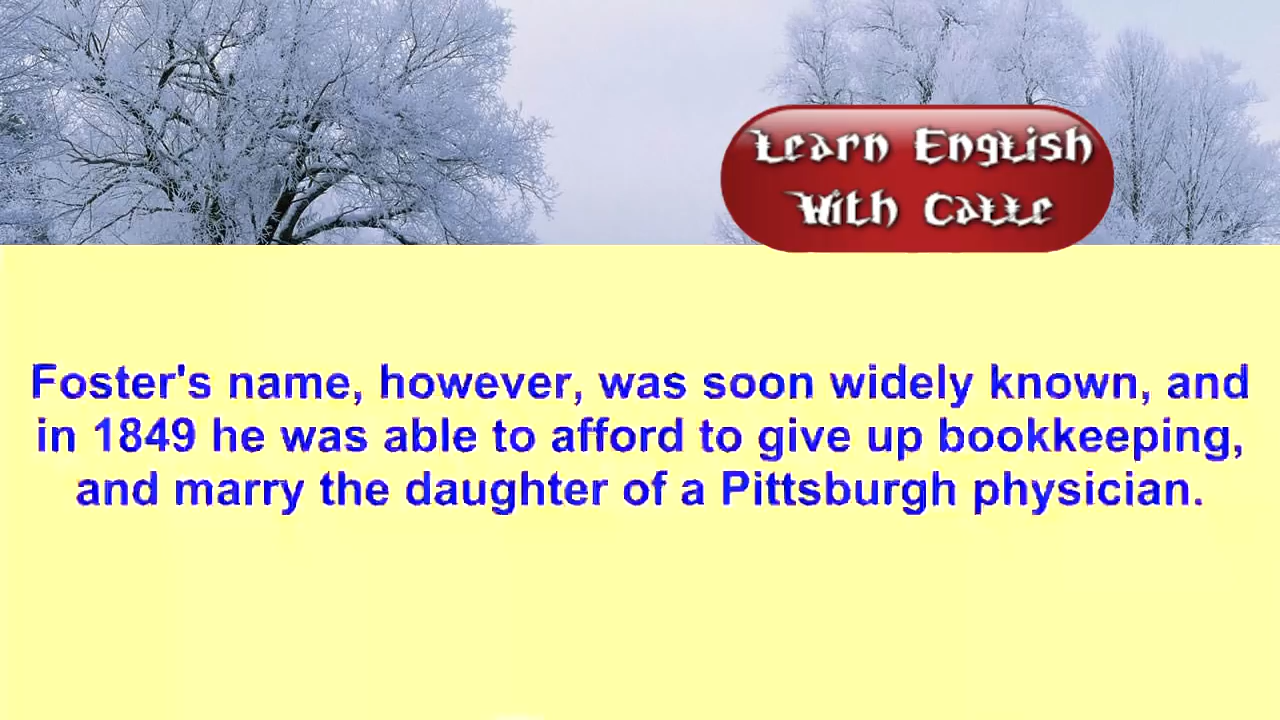 Learn English
With Catte
Foster's name, however, was soon widely known, and
in 1849 he was able to afford to give up bookkeeping,
and marry the daughter of a Pittsburgh physician.